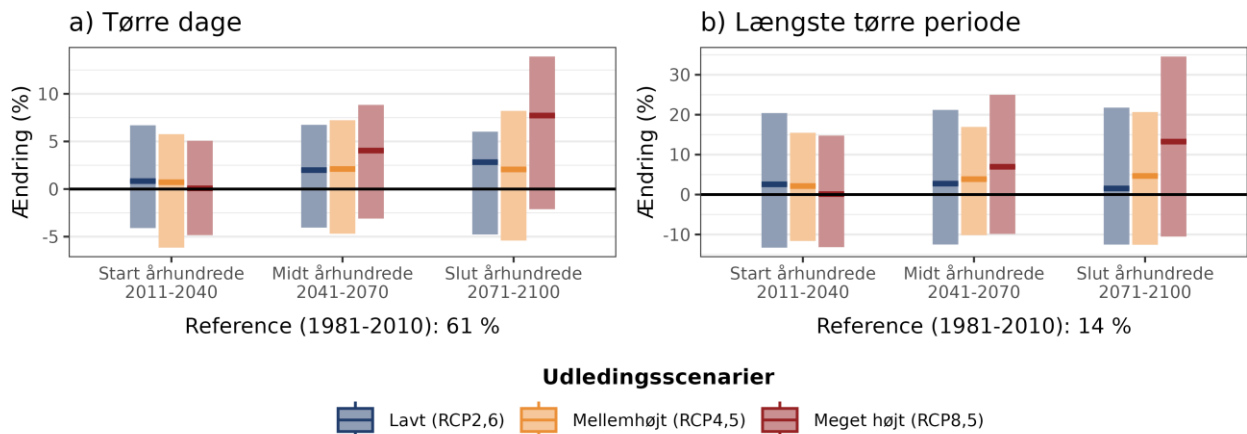 a) Tørre dage
Ændring (%)
10
5
0
-5
Start århundrede
2011-2040
Midt århundrede
2041-2070
Slut århundrede
2071-2100
Reference (1981-2010): 61 %
b) Længste tørre periode
Ændring (%)
30
20
10
0
-10
Start århundrede
2011-2040
Midt århundrede
2041-2070
Slut århundrede
2071-2100
Reference (1981-2010): 14 %
Udledingsscenarier
Lavt (RCP2,6)
Mellemhøjt (RCP4,5)
Meget højt (RCP8,5)